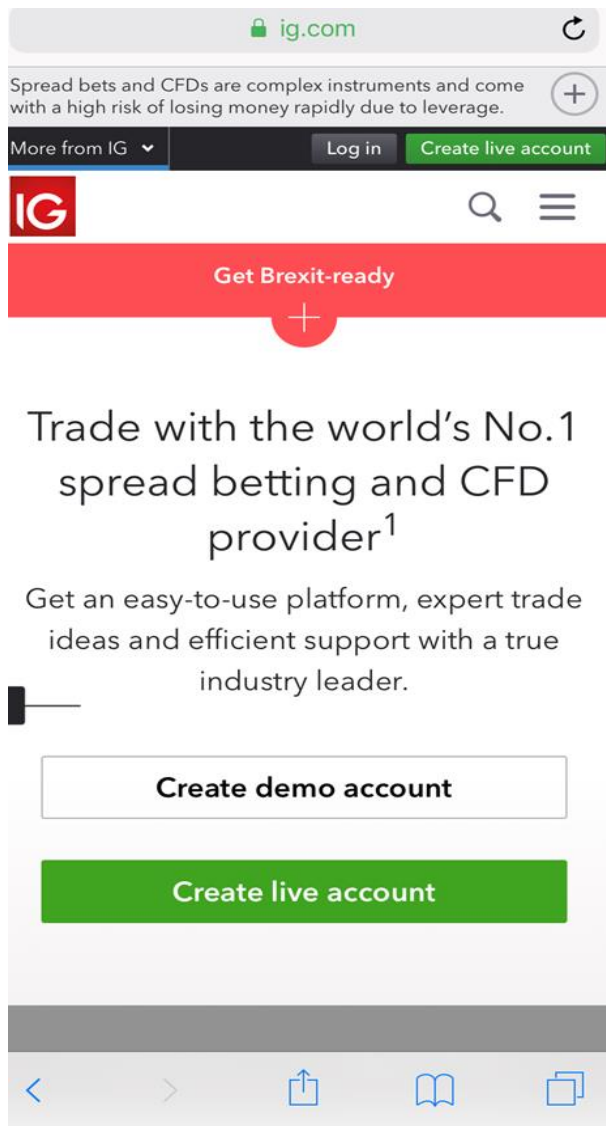 ig.com
Spread bets and CFDs are complex instruments and come
with a high risk of losing money rapidly due to leverage.
More from IG
Log in
Create live account
IG
Get Brexit-ready
Trade with the world's No.1
spread betting and CFD
provider1
Get an easy-to-use platform, expert trade
ideas and efficient support with a true
industry leader.
Create demo account
Create live account